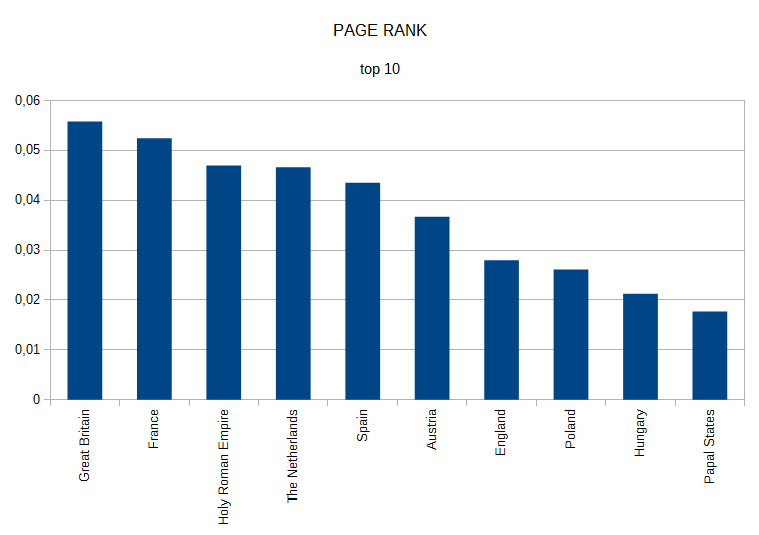 PAGE RANK
top 10
0,06
0,05
0,04
0,03
0,02
0,01
0
Great Britain
France
Holy Roman Empire
The Netherlands
Spain
Austria
England
Poland
Hungary
Papal States